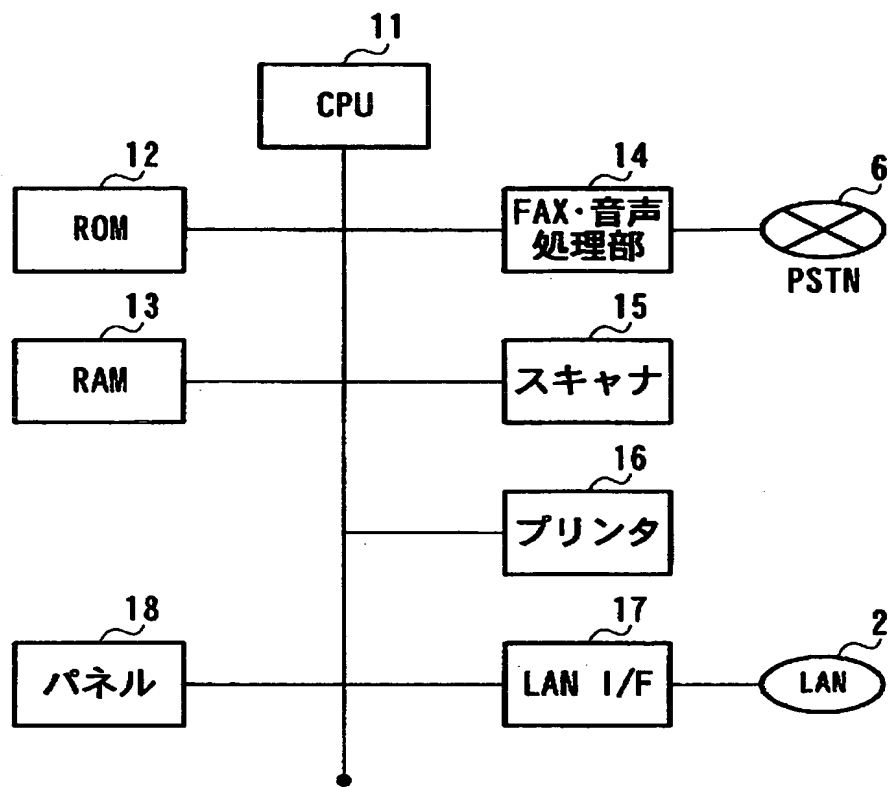 11
CPU
12
ROM
14
FAX・音声
処理部
6
PSTN
13
RAM
15
スキャナ
16
プリンタ
18
パネル
17
LAN I/F
2
LAN